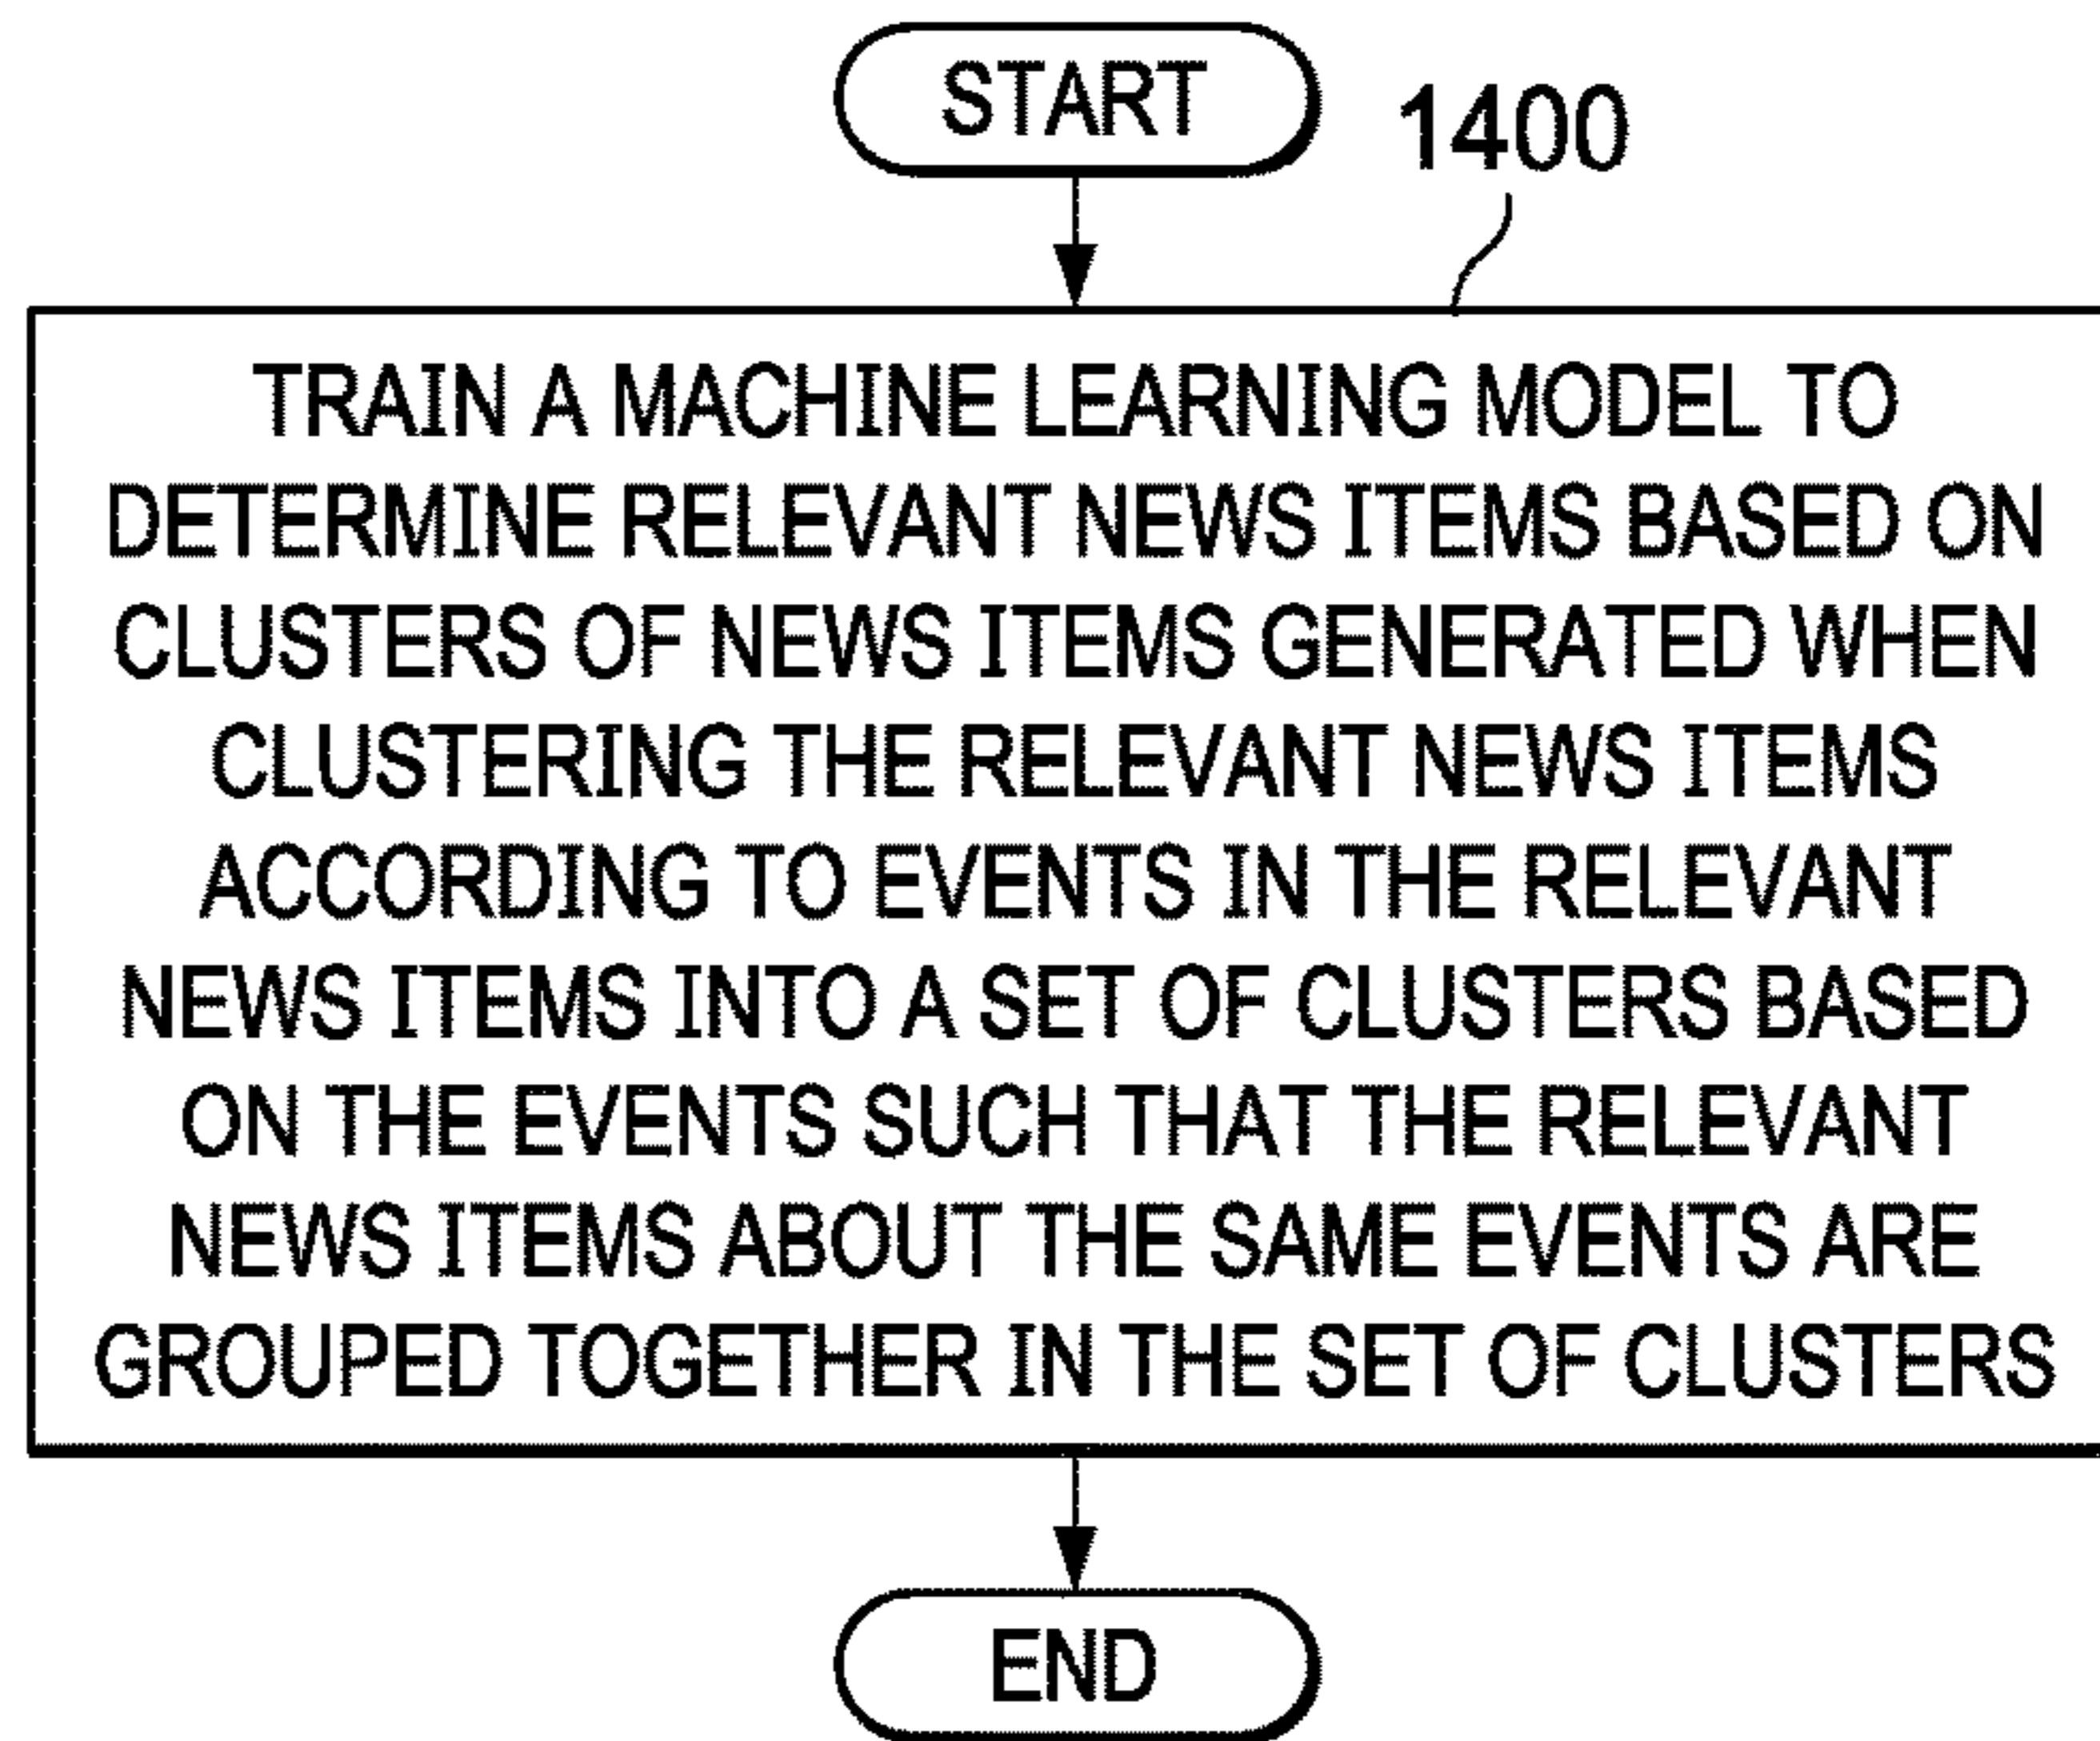 START
1400
TRAIN A MACHINE LEARNING MODEL TO
DETERMINE RELEVANT NEWS ITEMS BASED ON
CLUSTERS OF NEWS ITEMS GENERATED WHEN
CLUSTERING THE RELEVANT NEWS ITEMS
ACCORDING TO EVENTS IN THE RELEVANT
NEWS ITEMS INTO A SET OF CLUSTERS BASED
ON THE EVENTS SUCH THAT THE RELEVANT
NEWS ITEMS ABOUT THE SAME EVENTS ARE
GROUPED TOGETHER IN THE SET OF CLUSTERS
END